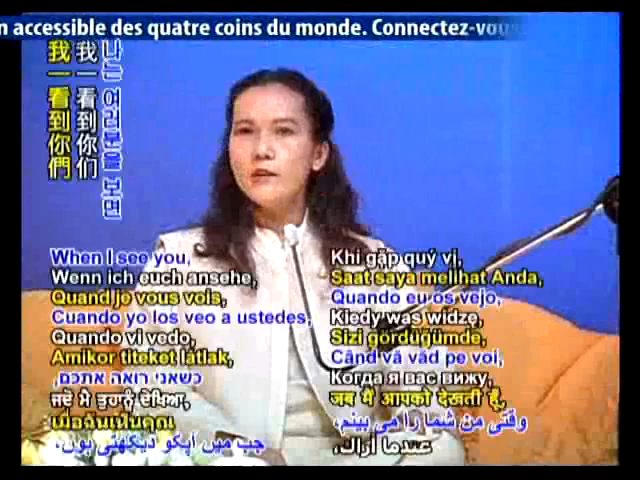 n accessible des quatre coins du monde. Connectez-vou
我一看到你們
我一看到你们
나는 여러분을 보면
When I see you,
Wenn ich euch ansehe,
Quand je vous vois,
Cuando yo los veo a ustedes,
Quando vi vedo,
Amikor titeket látlak,
כשאני רואה אתכם,
ਜਦੋ ਮੈ ਤੁਹਾਨੂੰ ਦੇਖਿਆ,
เมื่อฉันเห็นคุณ
جب میں آپکو دیکھتی ہوں،
Khi gặp quý vị,
Saat saya melihat Anda,
Quando eu os vejo,
Kiedy was widzę,
Sizi gördüğümde,
Când vă văd pe voi,
Когда я вас вижу,
जब मैं आपको देखती हूँ,
وقتی من شما را می بینم،
عندما أراك،